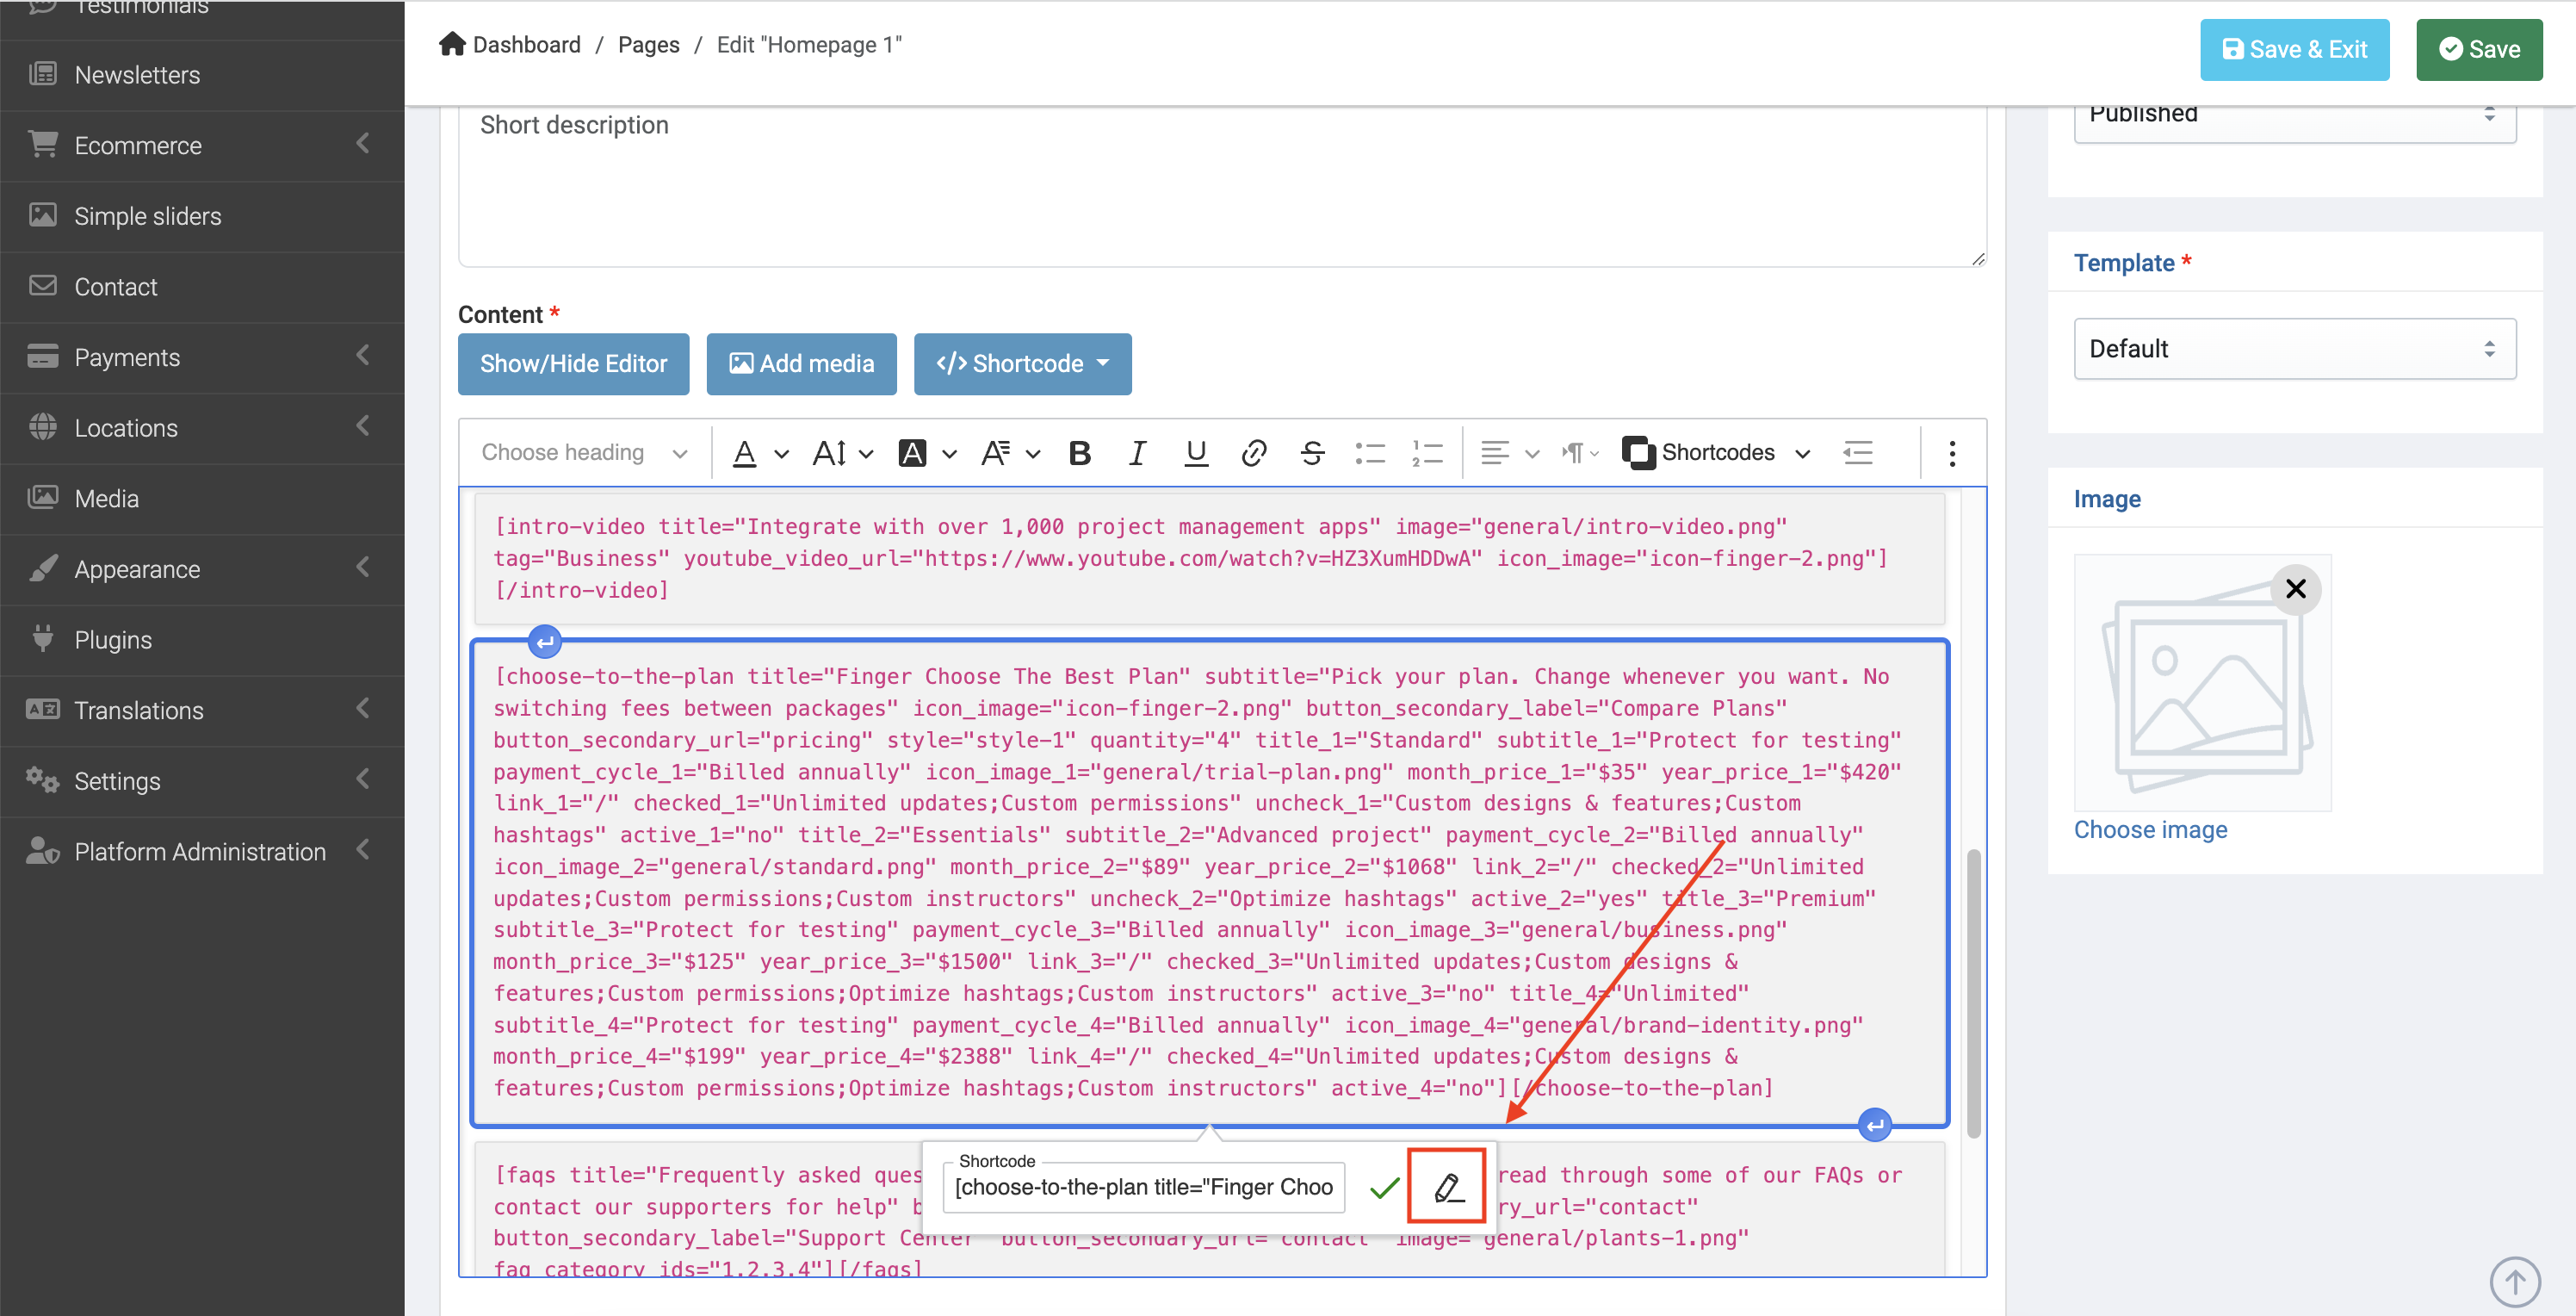 Testimonials
Newsletters
Ecommerce
Simple sliders
Contact
Payments
Locations
Media
Appearance
Plugins
Translations
Settings
Platform Administration
Dashboard / Pages / Edit "Homepage 1"
Save & Exit
Save
Short description
Content *
Show/Hide Editor
Add media
</> Shortcode
Choose heading
Shortcodes
[intro-video title="Integrate with over 1,000 project management apps" image="general/intro-video.png"
tag="Business" youtube_video_url="https://www.youtube.com/watch?v=HZ3XumHDDwA" icon_image="icon-finger-2.png"]
[/intro-video]
[choose-to-the-plan title="Finger Choose The Best Plan" subtitle="Pick your plan. Change whenever you want. No
switching fees between packages" icon_image="icon-finger-2.png" button_secondary_label="Compare Plans"
button_secondary_url="pricing" style="style-1" quantity="4" title_1="Standard" subtitle_1="Protect for testing"
payment_cycle_1="Billed annually" icon_image_1="general/trial-plan.png" month_price_1="$35" year_price_1="$420"
link_1="/" checked_1="Unlimited updates;Custom permissions" uncheck_1="Custom designs & features;Custom
hashtags" active_1="no" title_2="Essentials" subtitle_2="Advanced project" payment_cycle_2="Billed annually"
icon_image_2="general/standard.png" month_price_2="$89" year_price_2="$1068" link_2="/" checked_2="Unlimited
updates;Custom permissions;Custom instructors" uncheck_2="Optimize hashtags" active_2="yes" title_3="Premium"
subtitle_3="Protect for testing" payment_cycle_3="Billed annually" icon_image_3="general/business.png"
month_price_3="$125" year_price_3="$1500" link_3="/" checked_3="Unlimited updates;Custom designs &
features;Custom permissions;Optimize hashtags;Custom instructors" active_3="no" title_4="Unlimited"
subtitle_4="Protect for testing" payment_cycle_4="Billed annually" icon_image_4="general/brand-identity.png"
month_price_4="$199" year_price_4="$2388" link_4="/" checked_4="Unlimited updates;Custom designs &
features;Custom permissions;Optimize hashtags;Custom instructors" active_4="no"][/choose-to-the-plan]
Shortcode
[choose-to-the-plan title="Finger Choo
[faqs title="Frequently asked ques read through some of our FAQs or
contact our supporters for help" b ry_url="contact"
button_secondary_label="Support Center" button_secondary_url="contact" image="general/plants-1.png"
faq_category_ids="1,2,3,4"][/faqs]
Published
Template *
Default
Image
Choose image